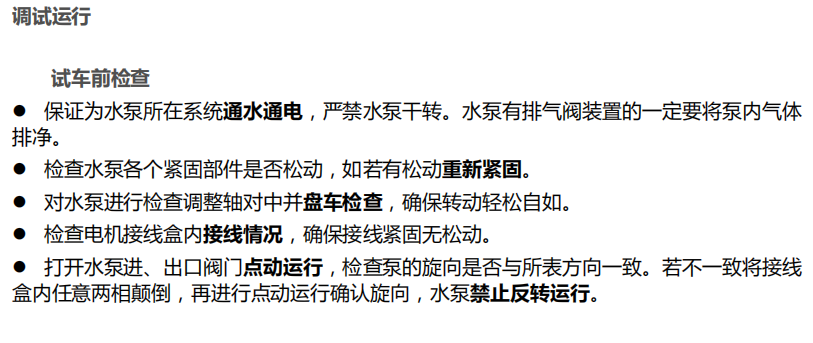 调试运行
试车前检查
● 保证为水泵所在系统通水通电，严禁水泵干转。水泵有排气阀装置的一定要将泵内气体
排净。
● 检查水泵各个紧固部件是否松动，如若有松动重新紧固。
● 对水泵进行检查调整轴对中并盘车检查，确保转动轻松自如。
● 检查电机接线盒内接线情况，确保接线紧固无松动。
● 打开水泵进、出口阀门点动运行，检查泵的旋向是否与所表方向一致。若不一致将接线
盒内任意两相颠倒，再进行点动运行确认旋向，水泵禁止反转运行。